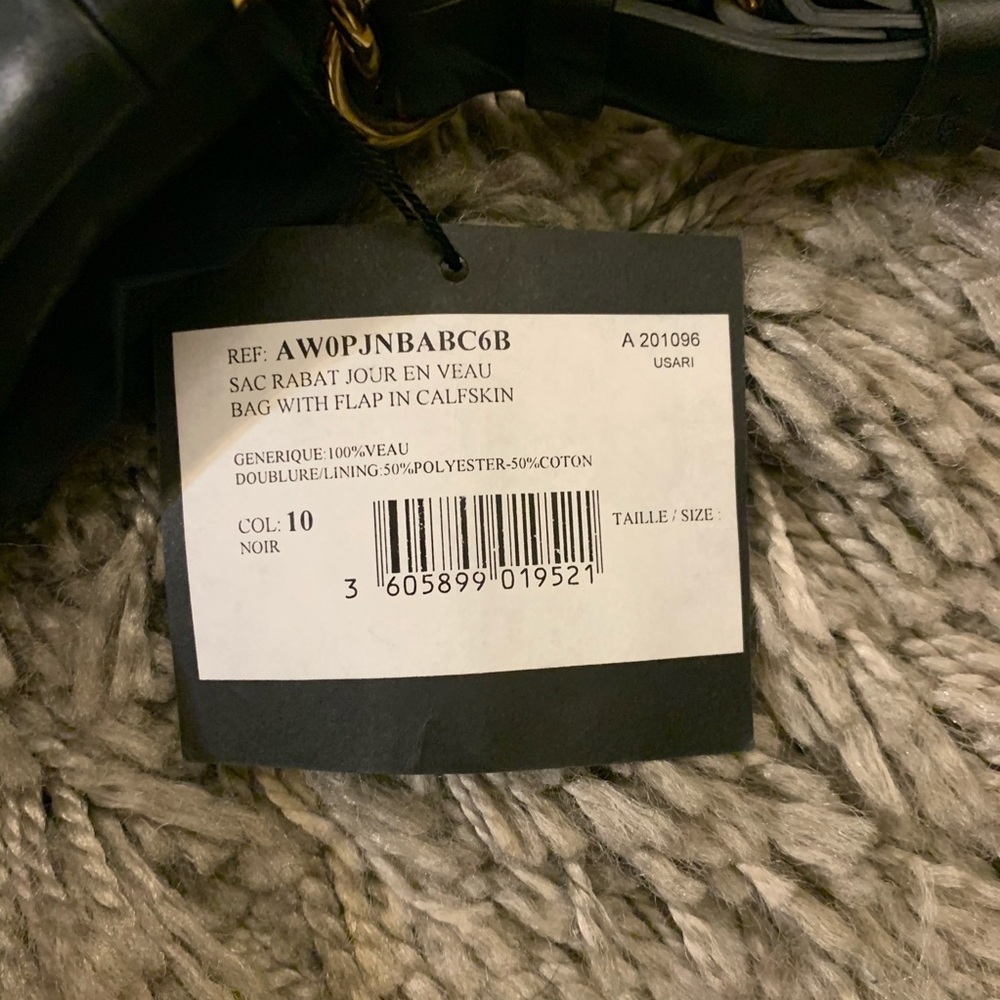 REF: AW0PJNBABC6B
A 201096
USARI
SAC RABAT JOUR EN VEAU
BAG WITH FLAP IN CALFSKIN
GENERIQUE:100%VEAU
DOUBLURE/LINING:50%POLYESTER-50%COTON
COL: 10
NOIR
TAILLE / SIZE :
3 605899 019521